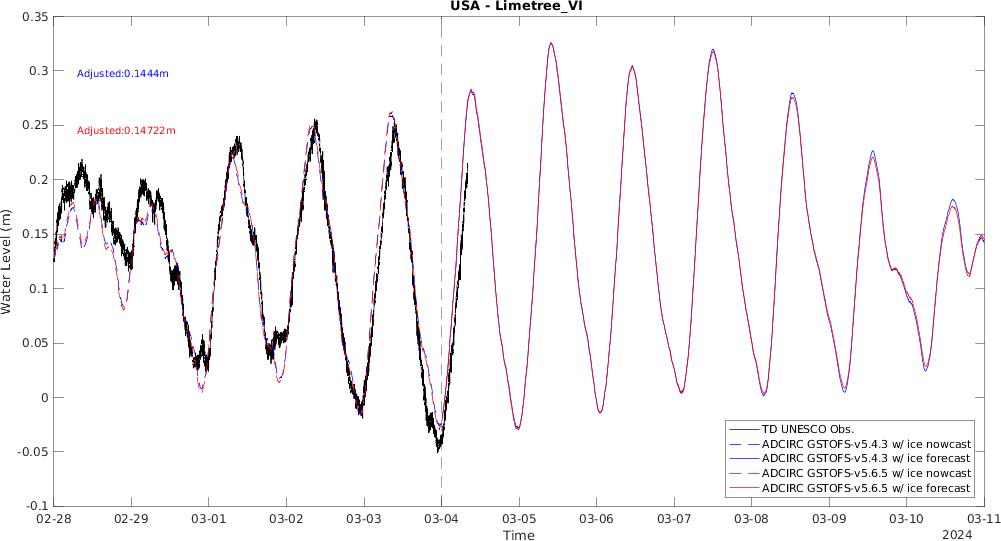 USA - Limetree_VI
0.35
0.3
0.25
0.2
0.15
0.1
0.05
0
-0.05
-0.1
Water Level (m)
Adjusted:0.1444m
Adjusted:0.14722m
TD UNESCO Obs.
ADCIRC GSTOFS-v5.4.3 w/ ice nowcast
ADCIRC GSTOFS-v5.4.3 w/ ice forecast
ADCIRC GSTOFS-v5.6.5 w/ ice nowcast
ADCIRC GSTOFS-v5.6.5 w/ ice forecast
02-28 02-29 03-01 03-02 03-03 03-04 03-05 03-06 03-07 03-08 03-09 03-10 03-11
Time
2024